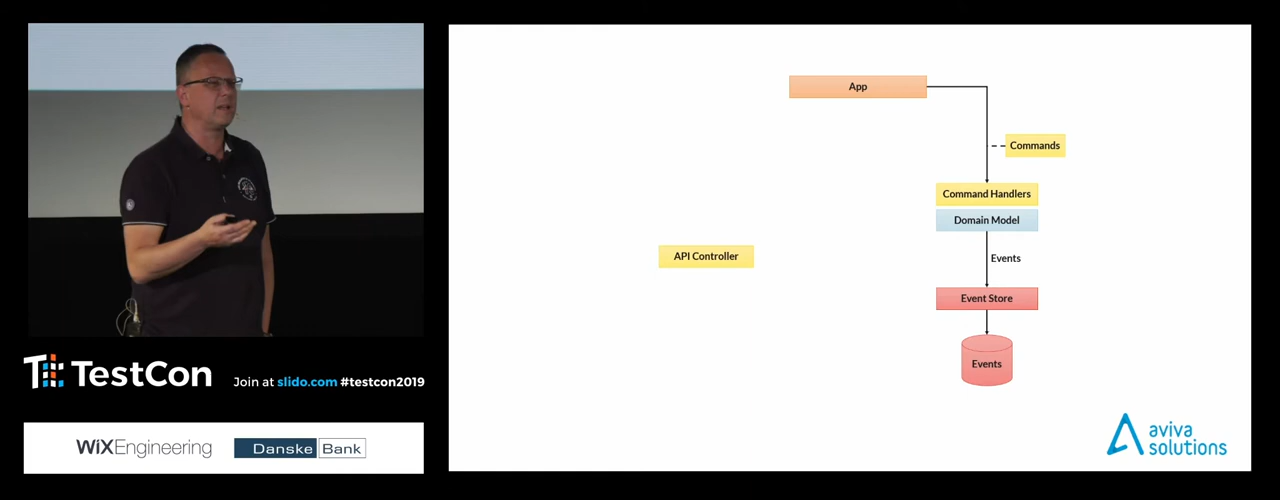 App
Commands
Command Handlers
Domain Model
API Controller
Events
Event Store
Events
TestCon
Join at slido.com #testcon2019
WiXEngineering
Danske Bank
aviva
solutions